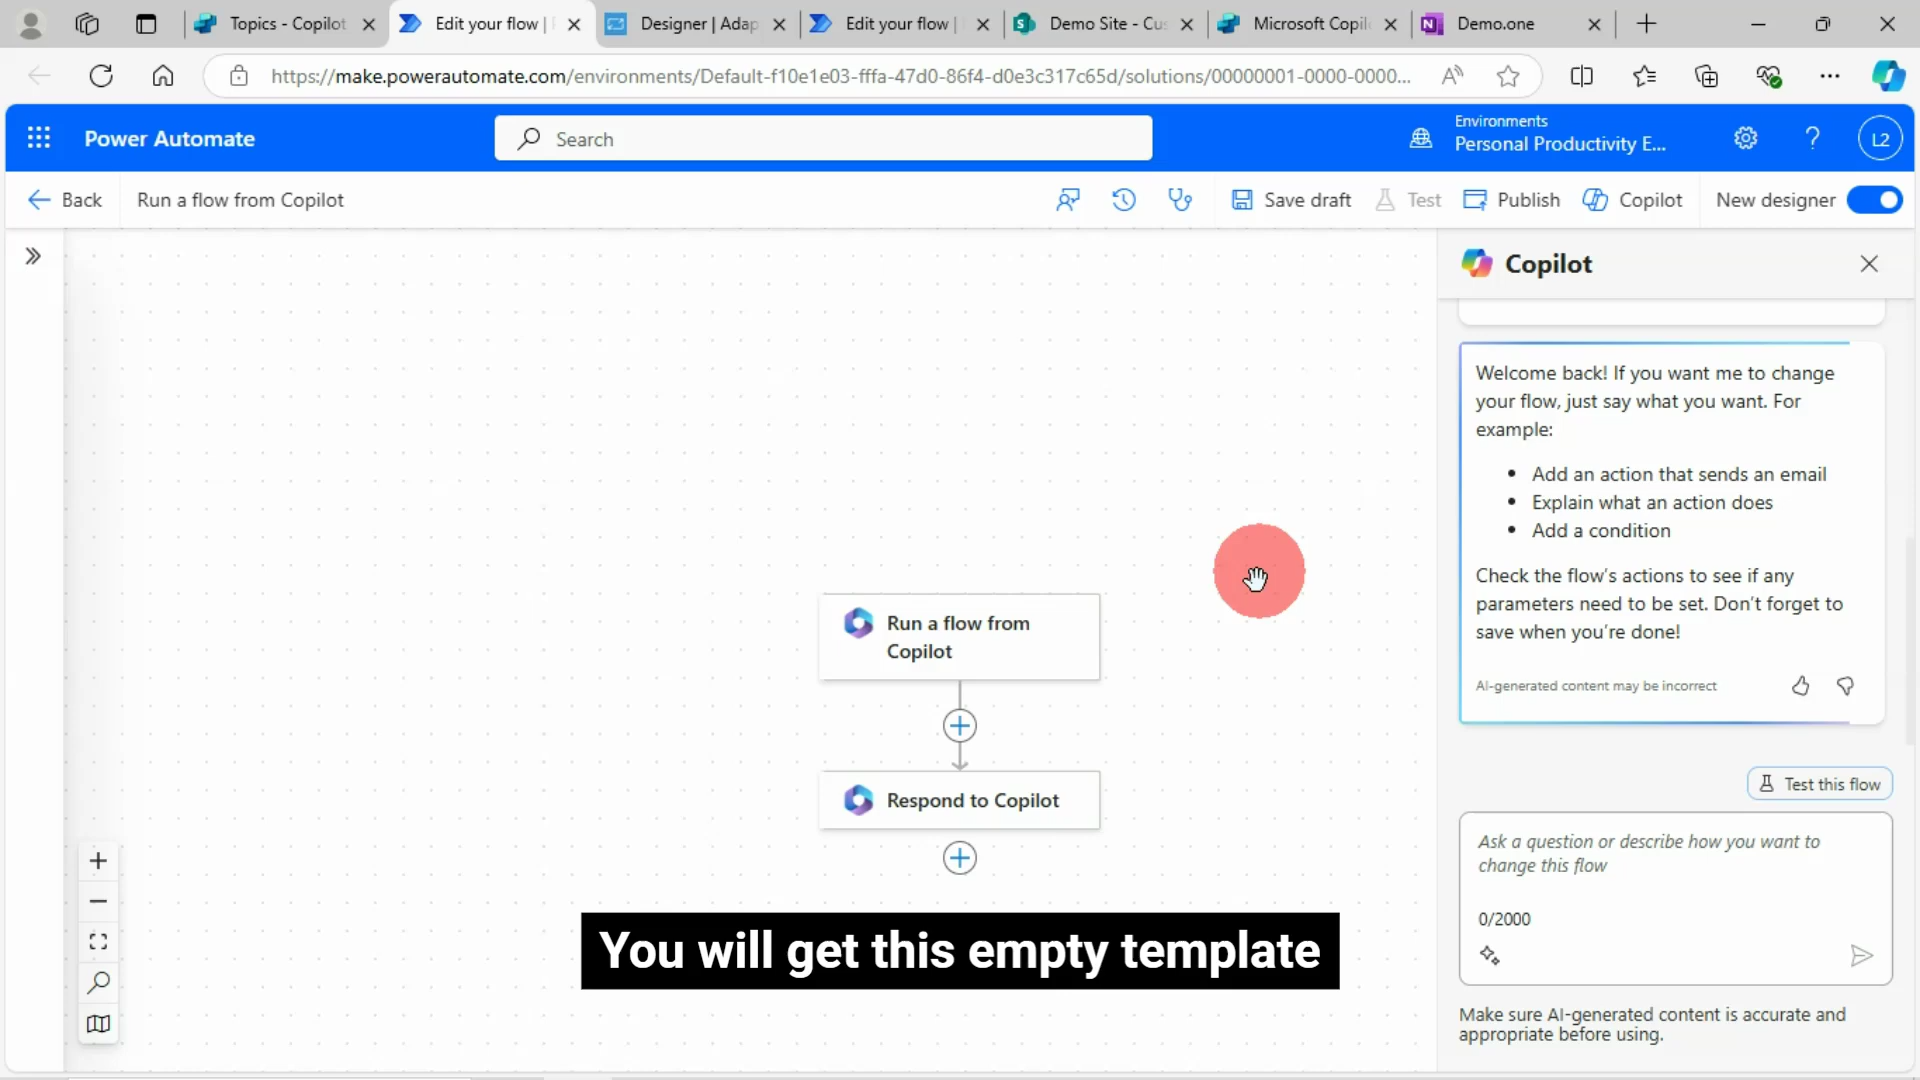 Topics - Copilot
Edit your flow |
Designer | Adap
Edit your flow |
Demo Site - Cu
Microsoft Copil
Demo.one
https://make.powerautomate.com/environments/Default-f10e1e03-fffa-47d0-86f4-d0e3c317c65d/solutions/00000001-0000-0000...
Power Automate
Search
Environments
Personal Productivity E...
L2
Back
Run a flow from Copilot
Save draft
Test
Publish
Copilot
New designer
Copilot
Welcome back! If you want me to change
your flow, just say what you want. For
example:
• Add an action that sends an email
• Explain what an action does
• Add a condition
Check the flow's actions to see if any
parameters need to be set. Don't forget to
save when you're done!
AI-generated content may be incorrect
Run a flow from
Copilot
Respond to Copilot
Test this flow
Ask a question or describe how you want to
change this flow
0/2000
Make sure AI-generated content is accurate and
appropriate before using.
You will get this empty template